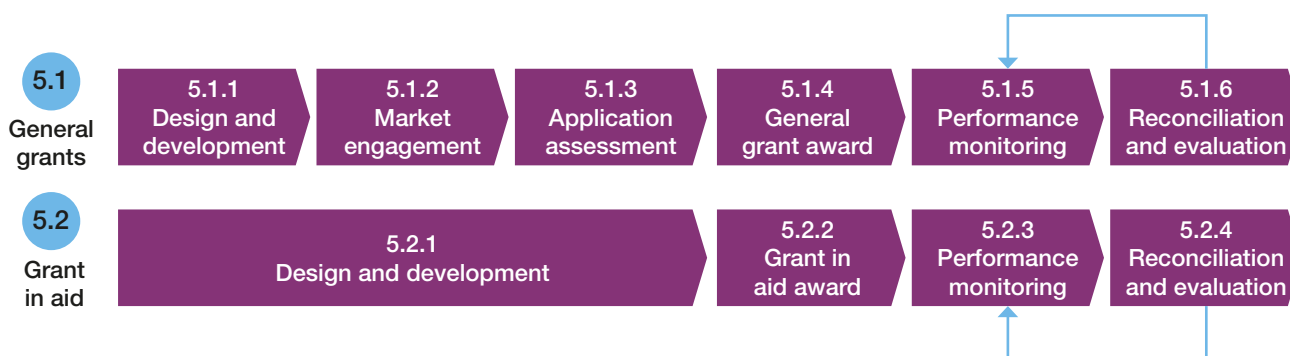 5.1
General
grants
5.1.1
Design and
development
5.1.2
Market
engagement
5.1.3
Application
assessment
5.1.4
General
grant award
5.1.5
Performance
monitoring
5.1.6
Reconciliation
and evaluation
5.2
Grant
in aid
5.2.1
Design and development
5.2.2
Grant in
aid award
5.2.3
Performance
monitoring
5.2.4
Reconciliation
and evaluation